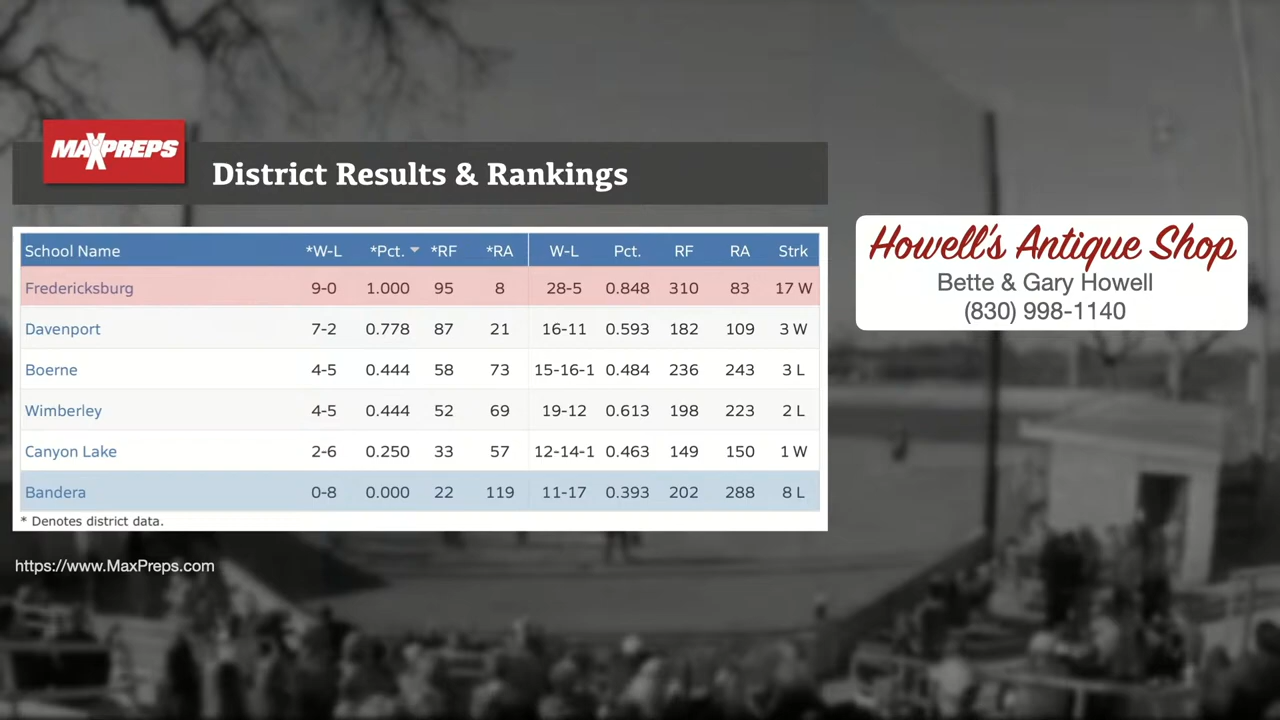 MAXPREPS
District Results & Rankings
School Name *W-L *Pct. *RF *RA W-L Pct. RF RA Strk
Fredericksburg 9-0 1.000 95 8 28-5 0.848 310 83 17 W
Davenport 7-2 0.778 87 21 16-11 0.593 182 109 3 W
Boerne 4-5 0.444 58 73 15-16-1 0.484 236 243 3 L
Wimberley 4-5 0.444 52 69 19-12 0.613 198 223 2 L
Canyon Lake 2-6 0.250 33 57 12-14-1 0.463 149 150 1 W
Bandera 0-8 0.000 22 119 11-17 0.393 202 288 8 L
* Denotes district data.
https://www.MaxPreps.com
Howell's Antique Shop
Bette & Gary Howell
(830) 998-1140